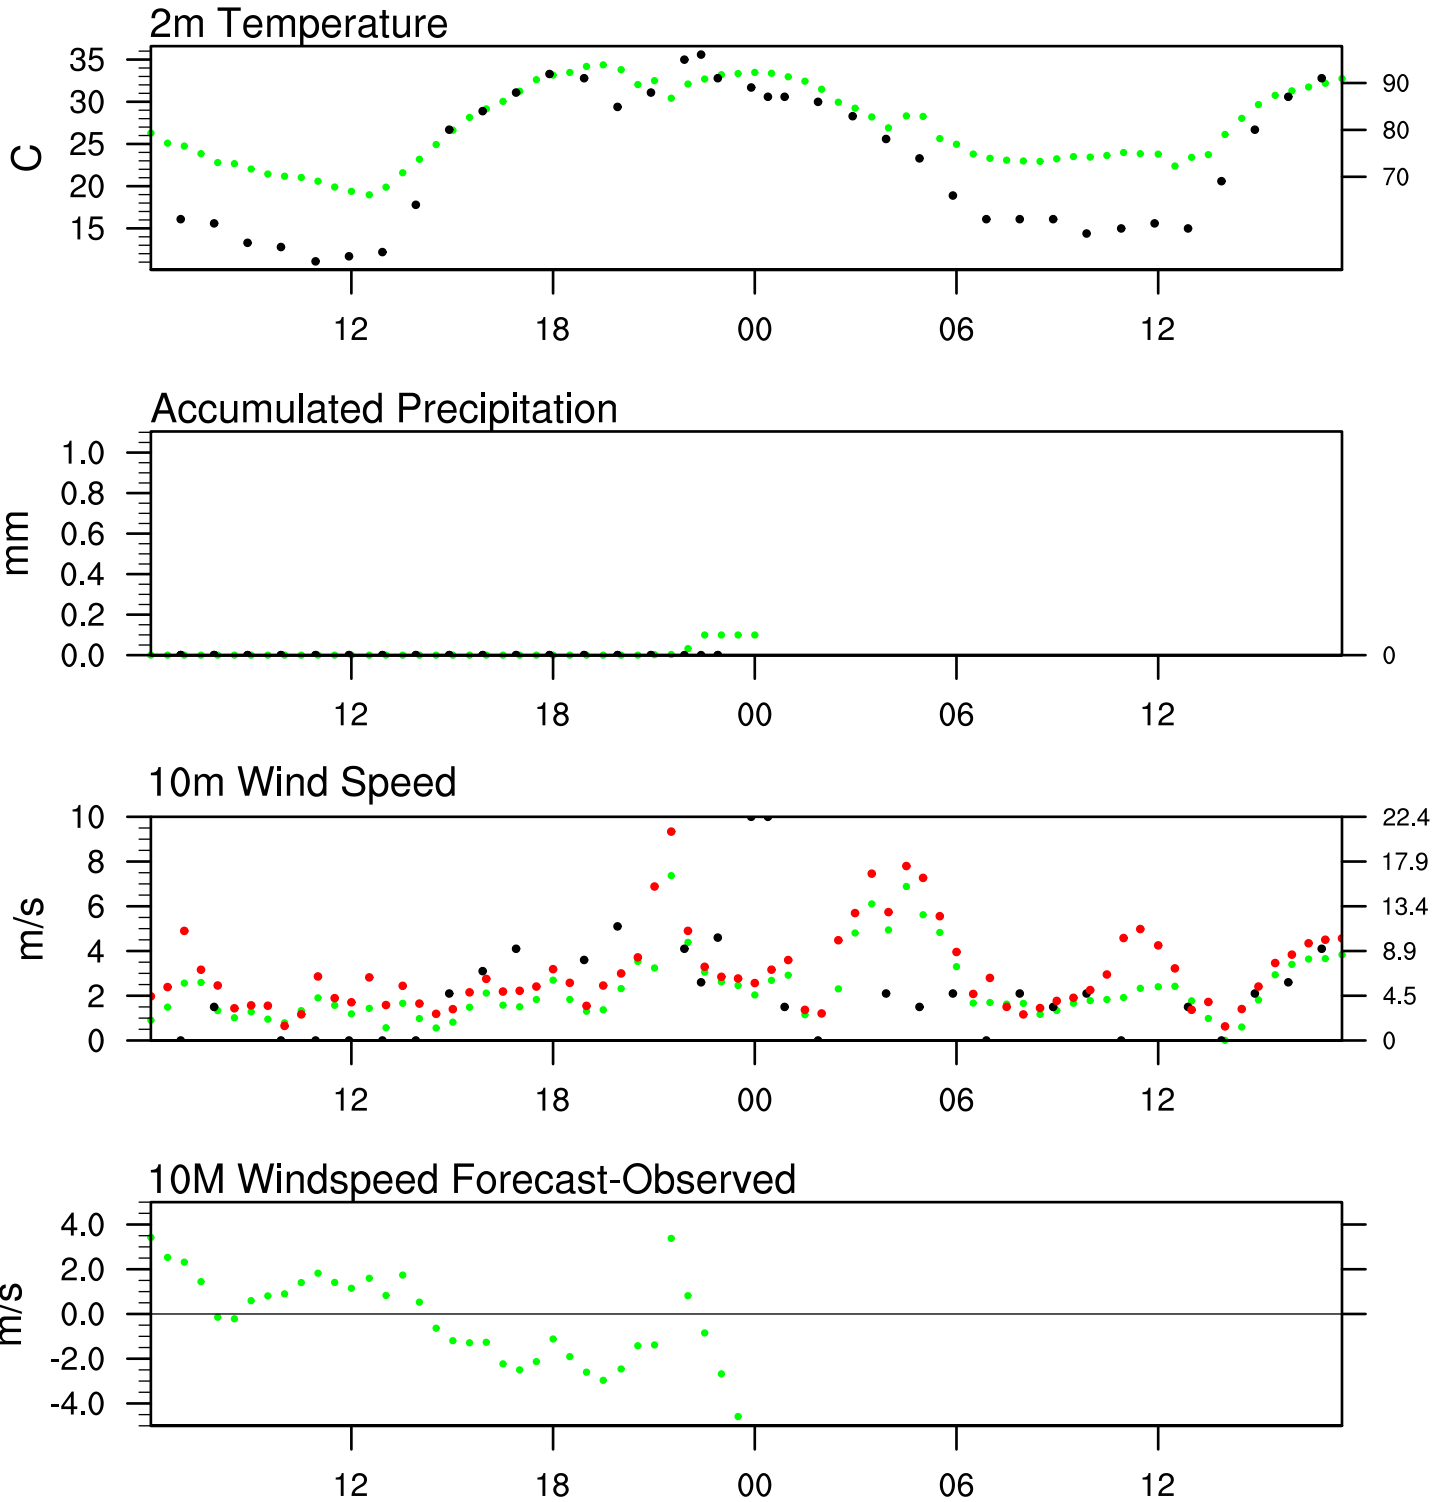 2m Temperature
35
30
25
20
15
C
90
80
70
12 18 00 06 12
Accumulated Precipitation
1.0
0.8
0.6
0.4
0.2
0.0
mm
0
12 18 00 06 12
10m Wind Speed
10
8
6
4
2
0
m/s
22.4
17.9
13.4
8.9
4.5
0
12 18 00 06 12
10M Windspeed Forecast-Observed
4.0
2.0
0.0
-2.0
-4.0
m/s
12 18 00 06 12